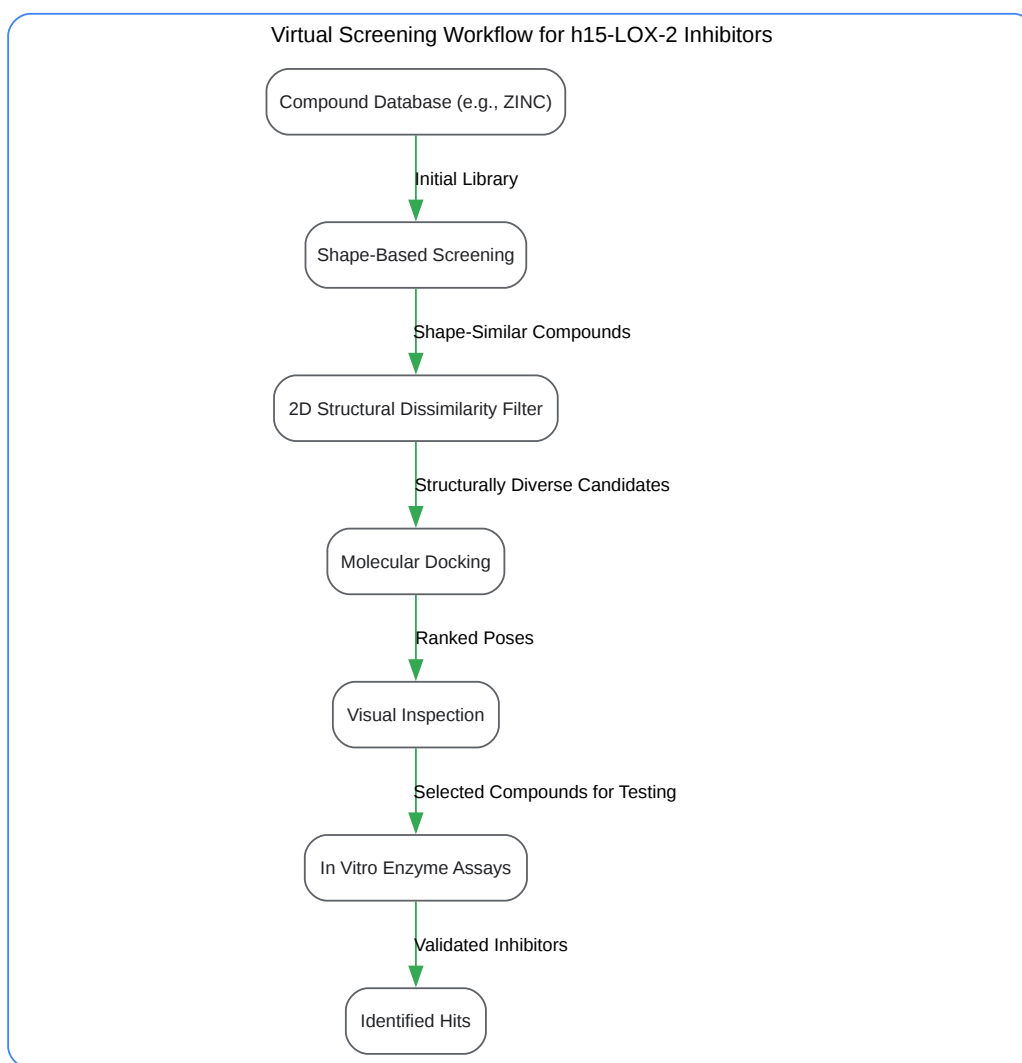 Virtual Screening Workflow for h15-LOX-2 Inhibitors
Compound Database (e.g., ZINC)
Initial Library
Shape-Based Screening
Shape-Similar Compounds
2D Structural Dissimilarity Filter
Structurally Diverse Candidates
Molecular Docking
Ranked Poses
Visual Inspection
Selected Compounds for Testing
In Vitro Enzyme Assays
Validated Inhibitors
Identified Hits